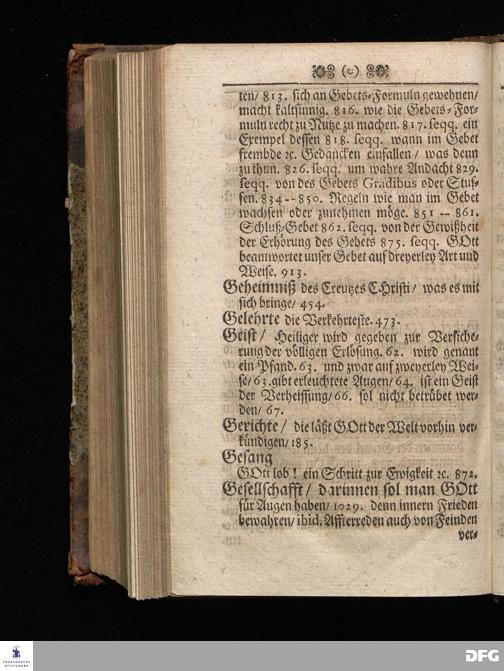 (o)
ten/ 813. sich an Gebets-Formuln gewehnen/
macht kaltsinnig. 816. wie die Gebets-For-
muln recht zu Nutze zu machen. 817. seqq. ein
Exempel dessen 818. seqq. wann im Gebet
frembde ꝛc. Gedancken einfallen / was denn
zu thun. 826. seqq. um wahre Andacht 829.
seqq. von des Gebets Gradibus oder Stuf-
fen. 834--850. Regeln wie man im Gebet
wachsen oder zunehmen möge. 851 -- 861.
Schluß-Gebet 862. seqq. von der Gewißheit
der Erhörung des Gebets 875. seqq. GOtt
beantwortet unser Gebet auf dreyerley Art und
Weise. 913.
Geheimniß des Creutzes CHristi/ was es mit
sich bringe/ 454.
Gelehrte die Verkehrteste. 473.
Geist/ Heiliger wird gegeben zur Versiche-
rung der völligen Erlösung. 62. wird genant
ein Pfand. 63. und zwar auf zweyerley Wei-
se/ 63. gibt erleuchtete Augen/ 64. ist ein Geist
der Verheissung/ 66. sol nicht betrübet wer-
den/ 67.
Gerichte/ die läßt GOtt der Welt vorhin ver-
kündigen/ 185.
Gesang
GOtt lob! ein Schritt zur Ewigkeit ꝛc. 872.
Gesellschafft/ darinnen sol man GOtt
für Augen haben/ 1029. denn innern Frieden
bewahren/ ibid. Affterreden auch von Feinden
ver-
FRANCKESCHE
STIFTUNGEN
DFG